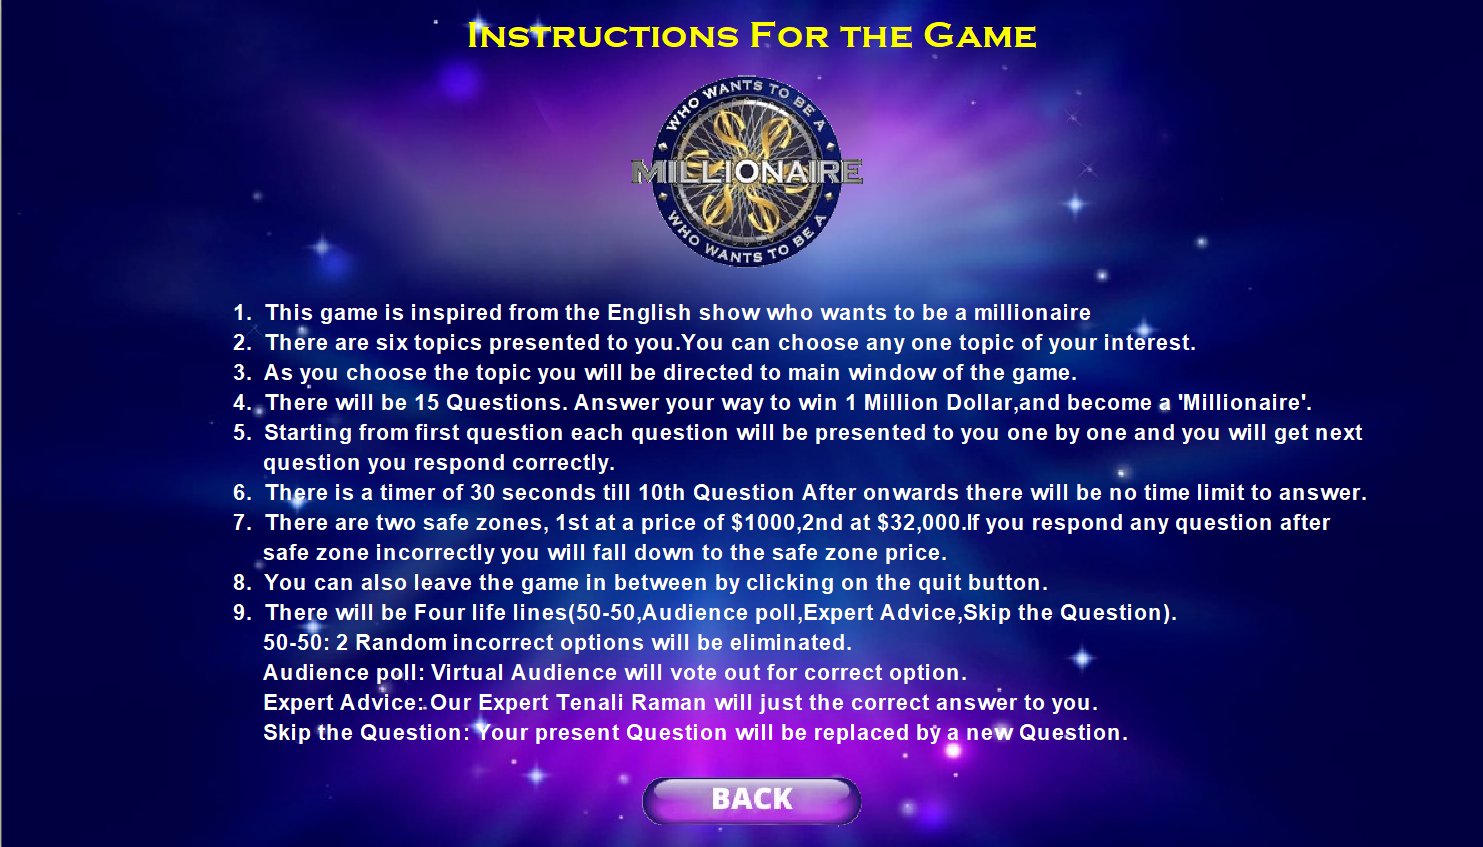 Instructions For the Game
WHO WANTS TO BE A
MILLIONAIRE
WHO WANTS TO BE A
1. This game is inspired from the English show who wants to be a millionaire
2. There are six topics presented to you.You can choose any one topic of your interest.
3. As you choose the topic you will be directed to main window of the game.
4. There will be 15 Questions. Answer your way to win 1 Million Dollar,and become a 'Millionaire'.
5. Starting from first question each question will be presented to you one by one and you will get next
question you respond correctly.
6. There is a timer of 30 seconds till 10th Question After onwards there will be no time limit to answer.
7. There are two safe zones, 1st at a price of $1000,2nd at $32,000.If you respond any question after
safe zone incorrectly you will fall down to the safe zone price.
8. You can also leave the game in between by clicking on the quit button.
9. There will be Four life lines(50-50,Audience poll,Expert Advice,Skip the Question).
50-50: 2 Random incorrect options will be eliminated.
Audience poll: Virtual Audience will vote out for correct option.
Expert Advice: Our Expert Tenali Raman will just the correct answer to you.
Skip the Question: Your present Question will be replaced by a new Question.
BACK